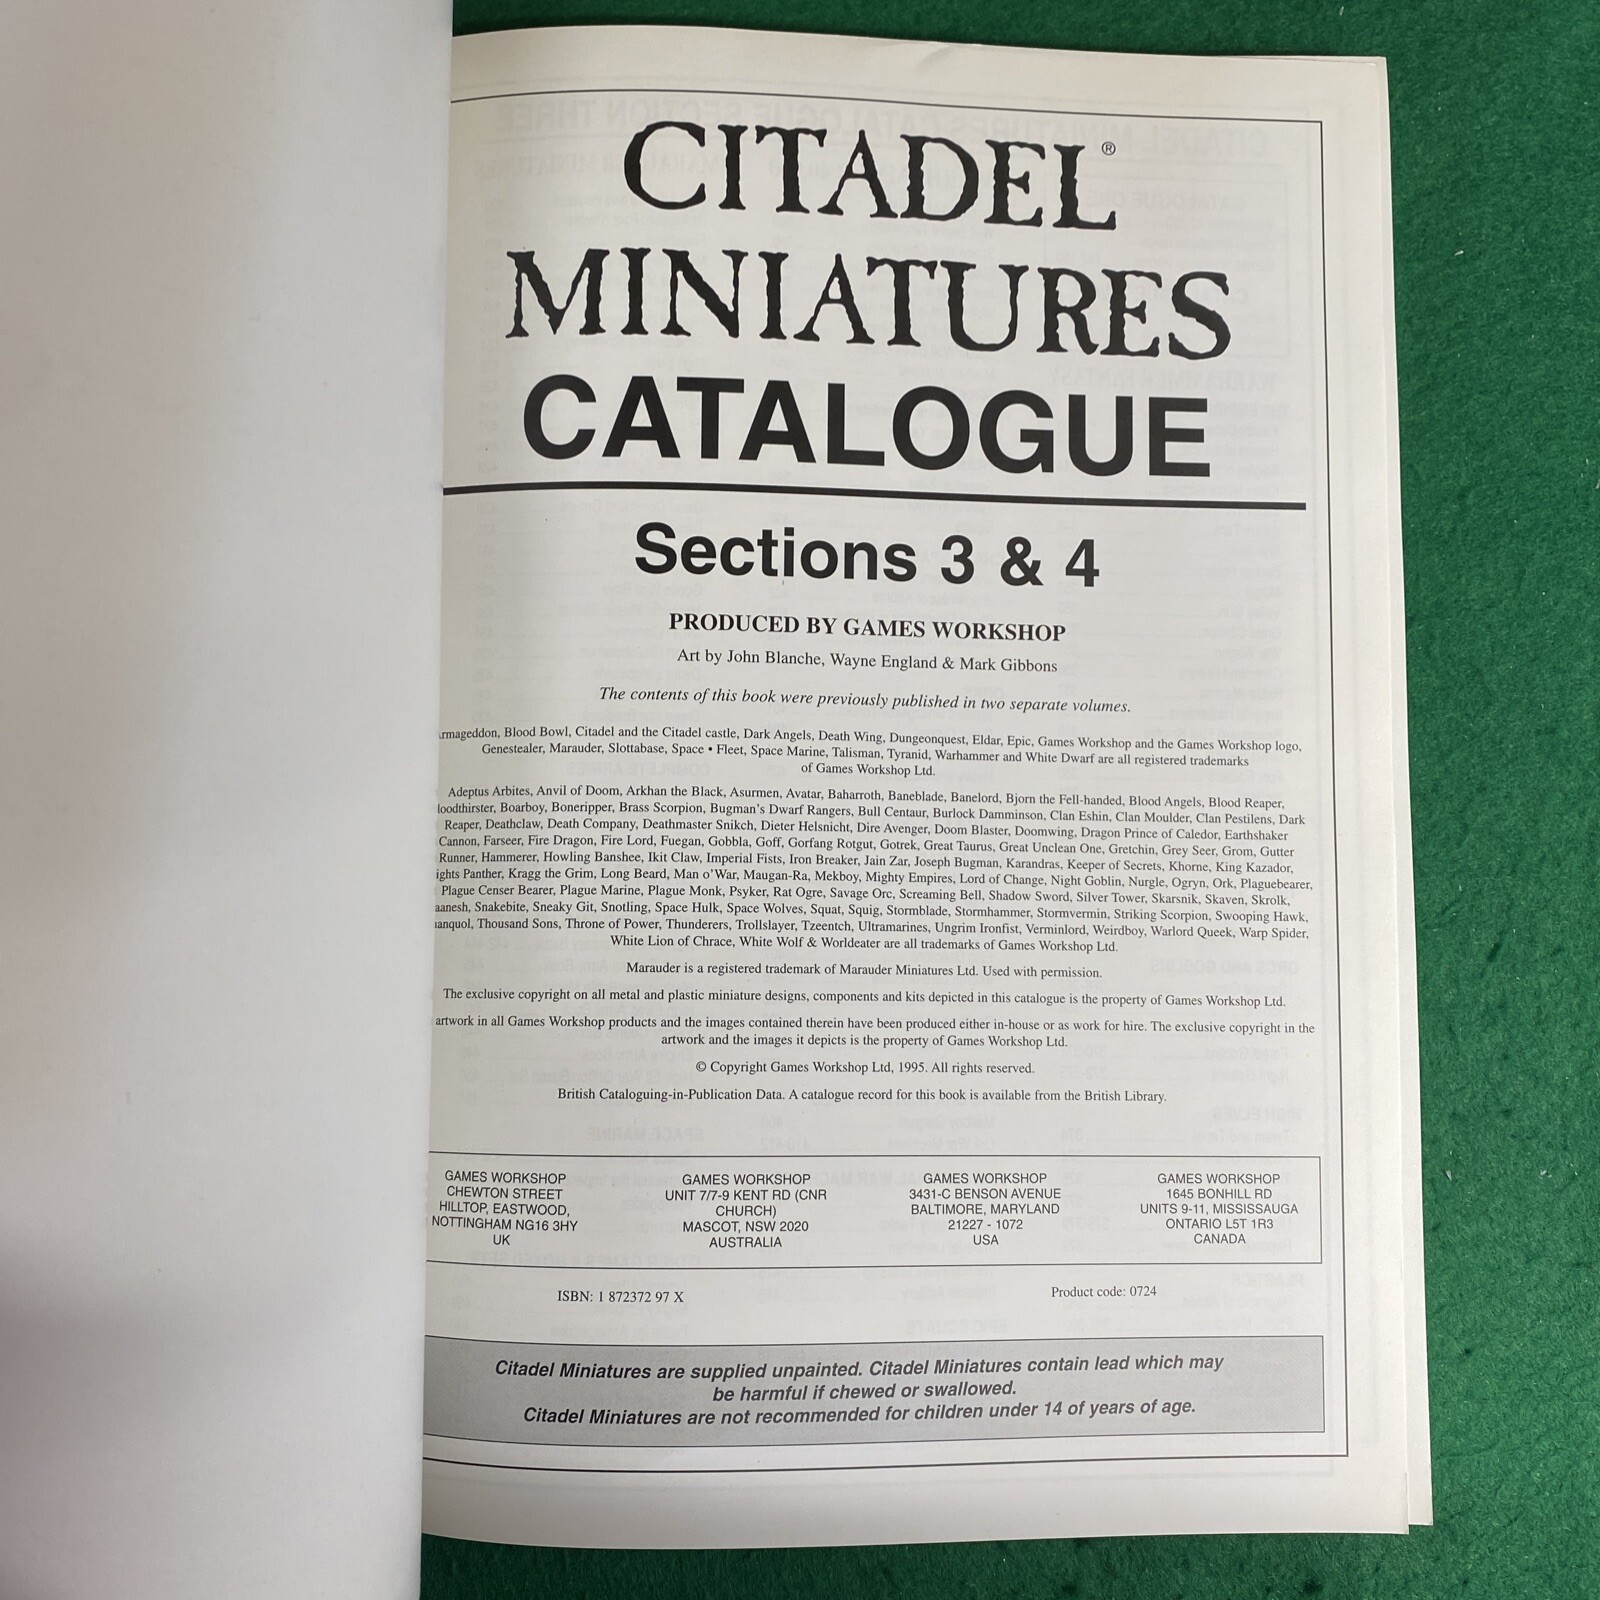 CITADEL®
MINIATURES
CATALOGUE
Sections 3 & 4
PRODUCED BY GAMES WORKSHOP
Art by John Blanche, Wayne England & Mark Gibbons
The contents of this book were previously published in two separate volumes.
rmageddon, Blood Bowl, Citadel and the Citadel castle, Dark Angels, Death Wing, Dungeonquest, Eldar, Epic, Games Workshop and the Games Workshop logo,
Genestealer, Marauder, Slottabase, Space • Fleet, Space Marine, Talisman, Tyranid, Warhammer and White Dwarf are all registered trademarks
of Games Workshop Ltd.
Adeptus Arbites, Anvil of Doom, Arkhan the Black, Asurmen, Avatar, Baharroth, Baneblade, Banelord, Bjorn the Fell-handed, Blood Angels, Blood Reaper,
loodthirster, Boarboy, Boneripper, Brass Scorpion, Bugman's Dwarf Rangers, Bull Centaur, Burlock Damminson, Clan Eshin, Clan Moulder, Clan Pestilens, Dark
Reaper, Deathclaw, Death Company, Deathmaster Snikch, Dieter Helsnicht, Dire Avenger, Doom Blaster, Doomwing, Dragon Prince of Caledor, Earthshaker
Cannon, Farseer, Fire Dragon, Fire Lord, Fuegan, Gobbla, Goff, Gorfang Rotgut, Gotrek, Great Taurus, Great Unclean One, Gretchin, Grey Seer, Grom, Gutter
Runner, Hammerer, Howling Banshee, Ikit Claw, Imperial Fists, Iron Breaker, Jain Zar, Joseph Bugman, Karandras, Keeper of Secrets, Khorne, King Kazador,
ights Panther, Kragg the Grim, Long Beard, Man o'War, Maugan-Ra, Mekboy, Mighty Empires, Lord of Change, Night Goblin, Nurgle, Ogryn, Ork, Plaguebearer,
Plague Censer Bearer, Plague Marine, Plague Monk, Psyker, Rat Ogre, Savage Orc, Screaming Bell, Shadow Sword, Silver Tower, Skarsnik, Skaven, Skrolk,
aanesh, Snakebite, Sneaky Git, Snotling, Space Hulk, Space Wolves, Squat, Squig, Stormblade, Stormhammer, Stormvermin, Striking Scorpion, Swooping Hawk,
anquol, Thousand Sons, Throne of Power, Thunderers, Trollslayer, Tzeentch, Ultramarines, Ungrim Ironfist, Verminlord, Weirdboy, Warlord Queek, Warp Spider,
White Lion of Chrace, White Wolf & Worldeater are all trademarks of Games Workshop Ltd.
Marauder is a registered trademark of Marauder Miniatures Ltd. Used with permission.
The exclusive copyright on all metal and plastic miniature designs, components and kits depicted in this catalogue is the property of Games Workshop Ltd.
artwork in all Games Workshop products and the images contained therein have been produced either in-house or as work for hire. The exclusive copyright in the
artwork and the images it depicts is the property of Games Workshop Ltd.
© Copyright Games Workshop Ltd, 1995. All rights reserved.
British Cataloguing-in-Publication Data. A catalogue record for this book is available from the British Library.
GAMES WORKSHOP
CHEWTON STREET
HILLTOP, EASTWOOD,
NOTTINGHAM NG16 3HY
UK
GAMES WORKSHOP
UNIT 7/7-9 KENT RD (CNR
CHURCH)
MASCOT, NSW 2020
AUSTRALIA
GAMES WORKSHOP
3431-C BENSON AVENUE
BALTIMORE, MARYLAND
21227 - 1072
USA
GAMES WORKSHOP
1645 BONHILL RD
UNITS 9-11, MISSISSAUGA
ONTARIO L5T 1R3
CANADA
ISBN: 1 872372 97 X
Product code: 0724
Citadel Miniatures are supplied unpainted. Citadel Miniatures contain lead which may
be harmful if chewed or swallowed.
Citadel Miniatures are not recommended for children under 14 of years of age.